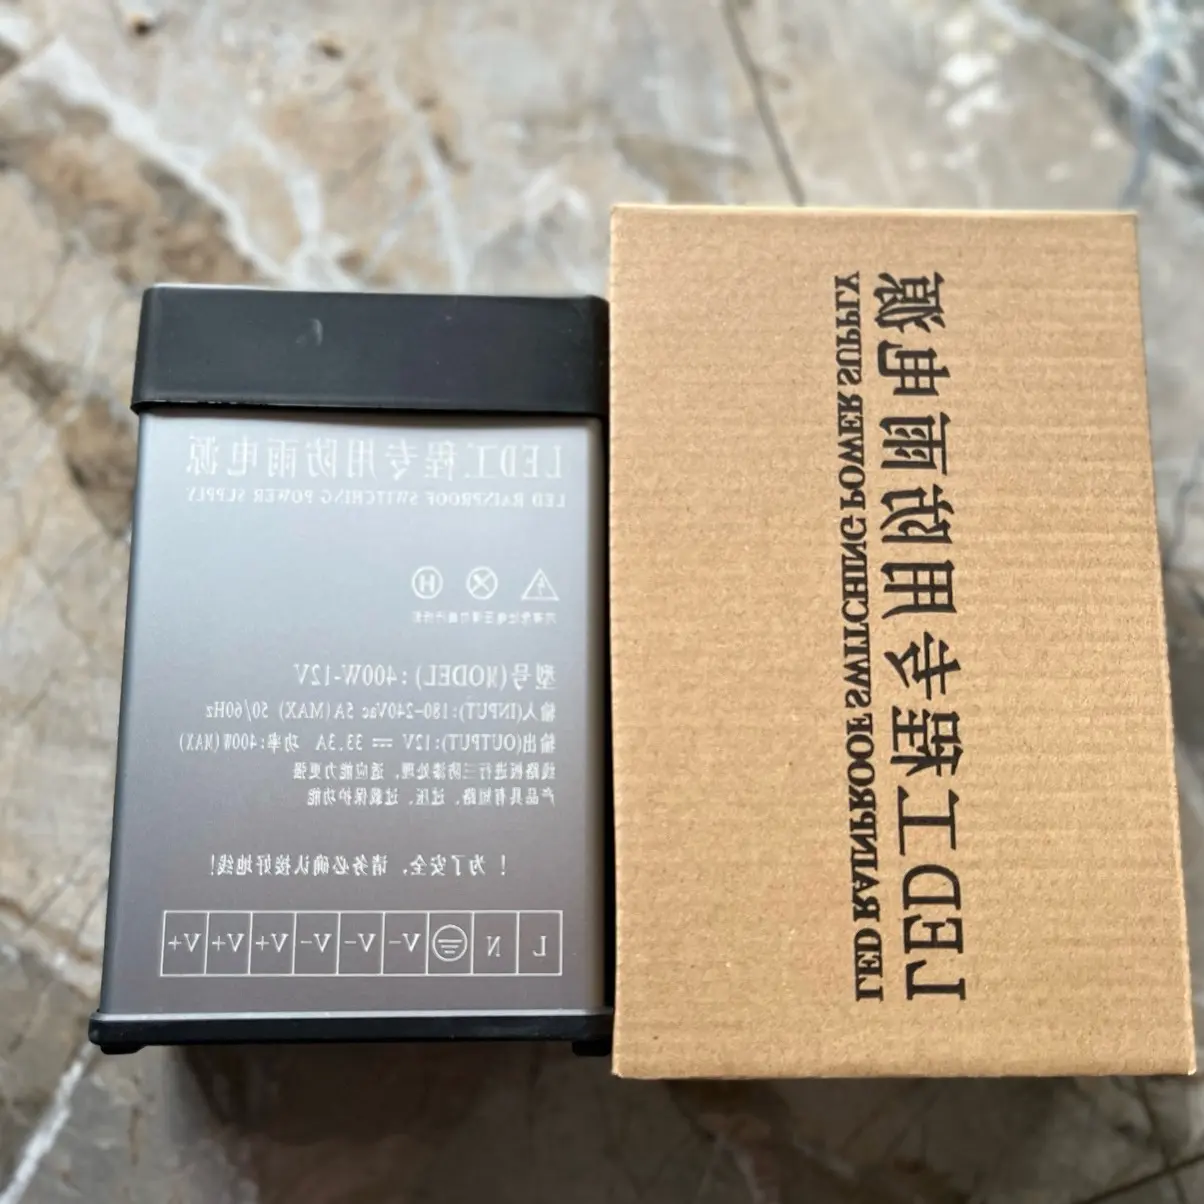 LED工程专用防雨电源
LED RAINPROOF SWITCHING POWER SUPPLY
H
型号(MODEL):400W-12V
输入(INPUT):180-240Vac 5A(MAX) 50/60Hz
输出(OUTPUT):12V 33.3A 功率:400W(MAX)
线路板进行三防漆处理，适应能力更强
产品具有短路、过压、过载保护功能
！为了安全，请务必确认接好地线！
L N V- V- V- V+ V+ V+
LED工程专用防雨电源
LED RAINPROOF SWITCHING POWER SUPPLY